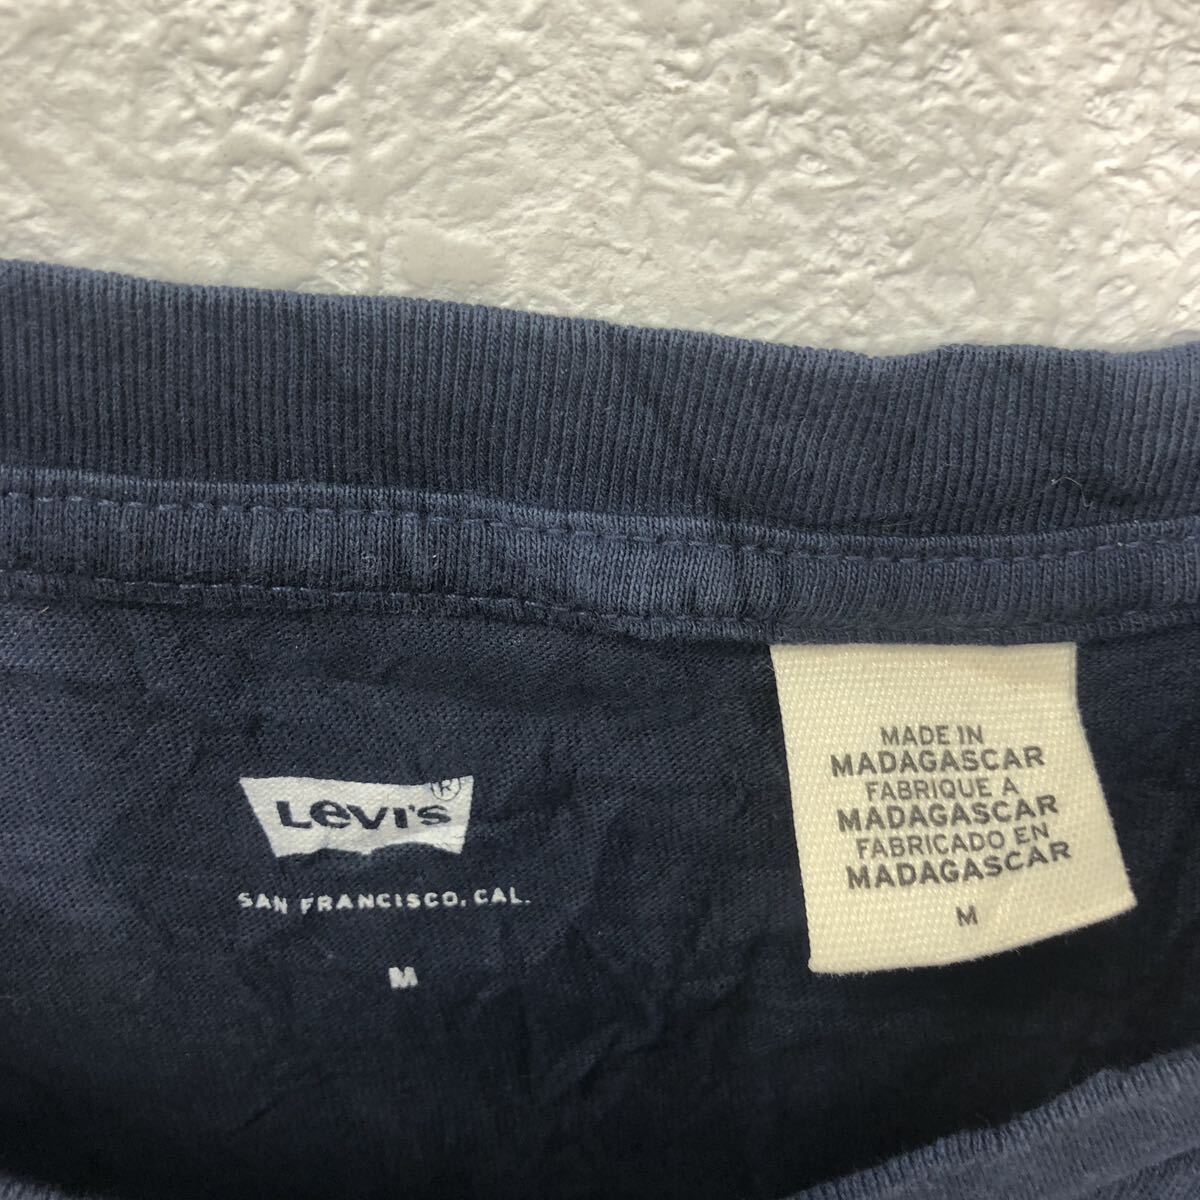 Levi's®
SAN FRANCISCO, CAL.
M
MADE IN
MADAGASCAR
FABRIQUE A
MADAGASCAR
FABRICADO EN
MADAGASCAR
M